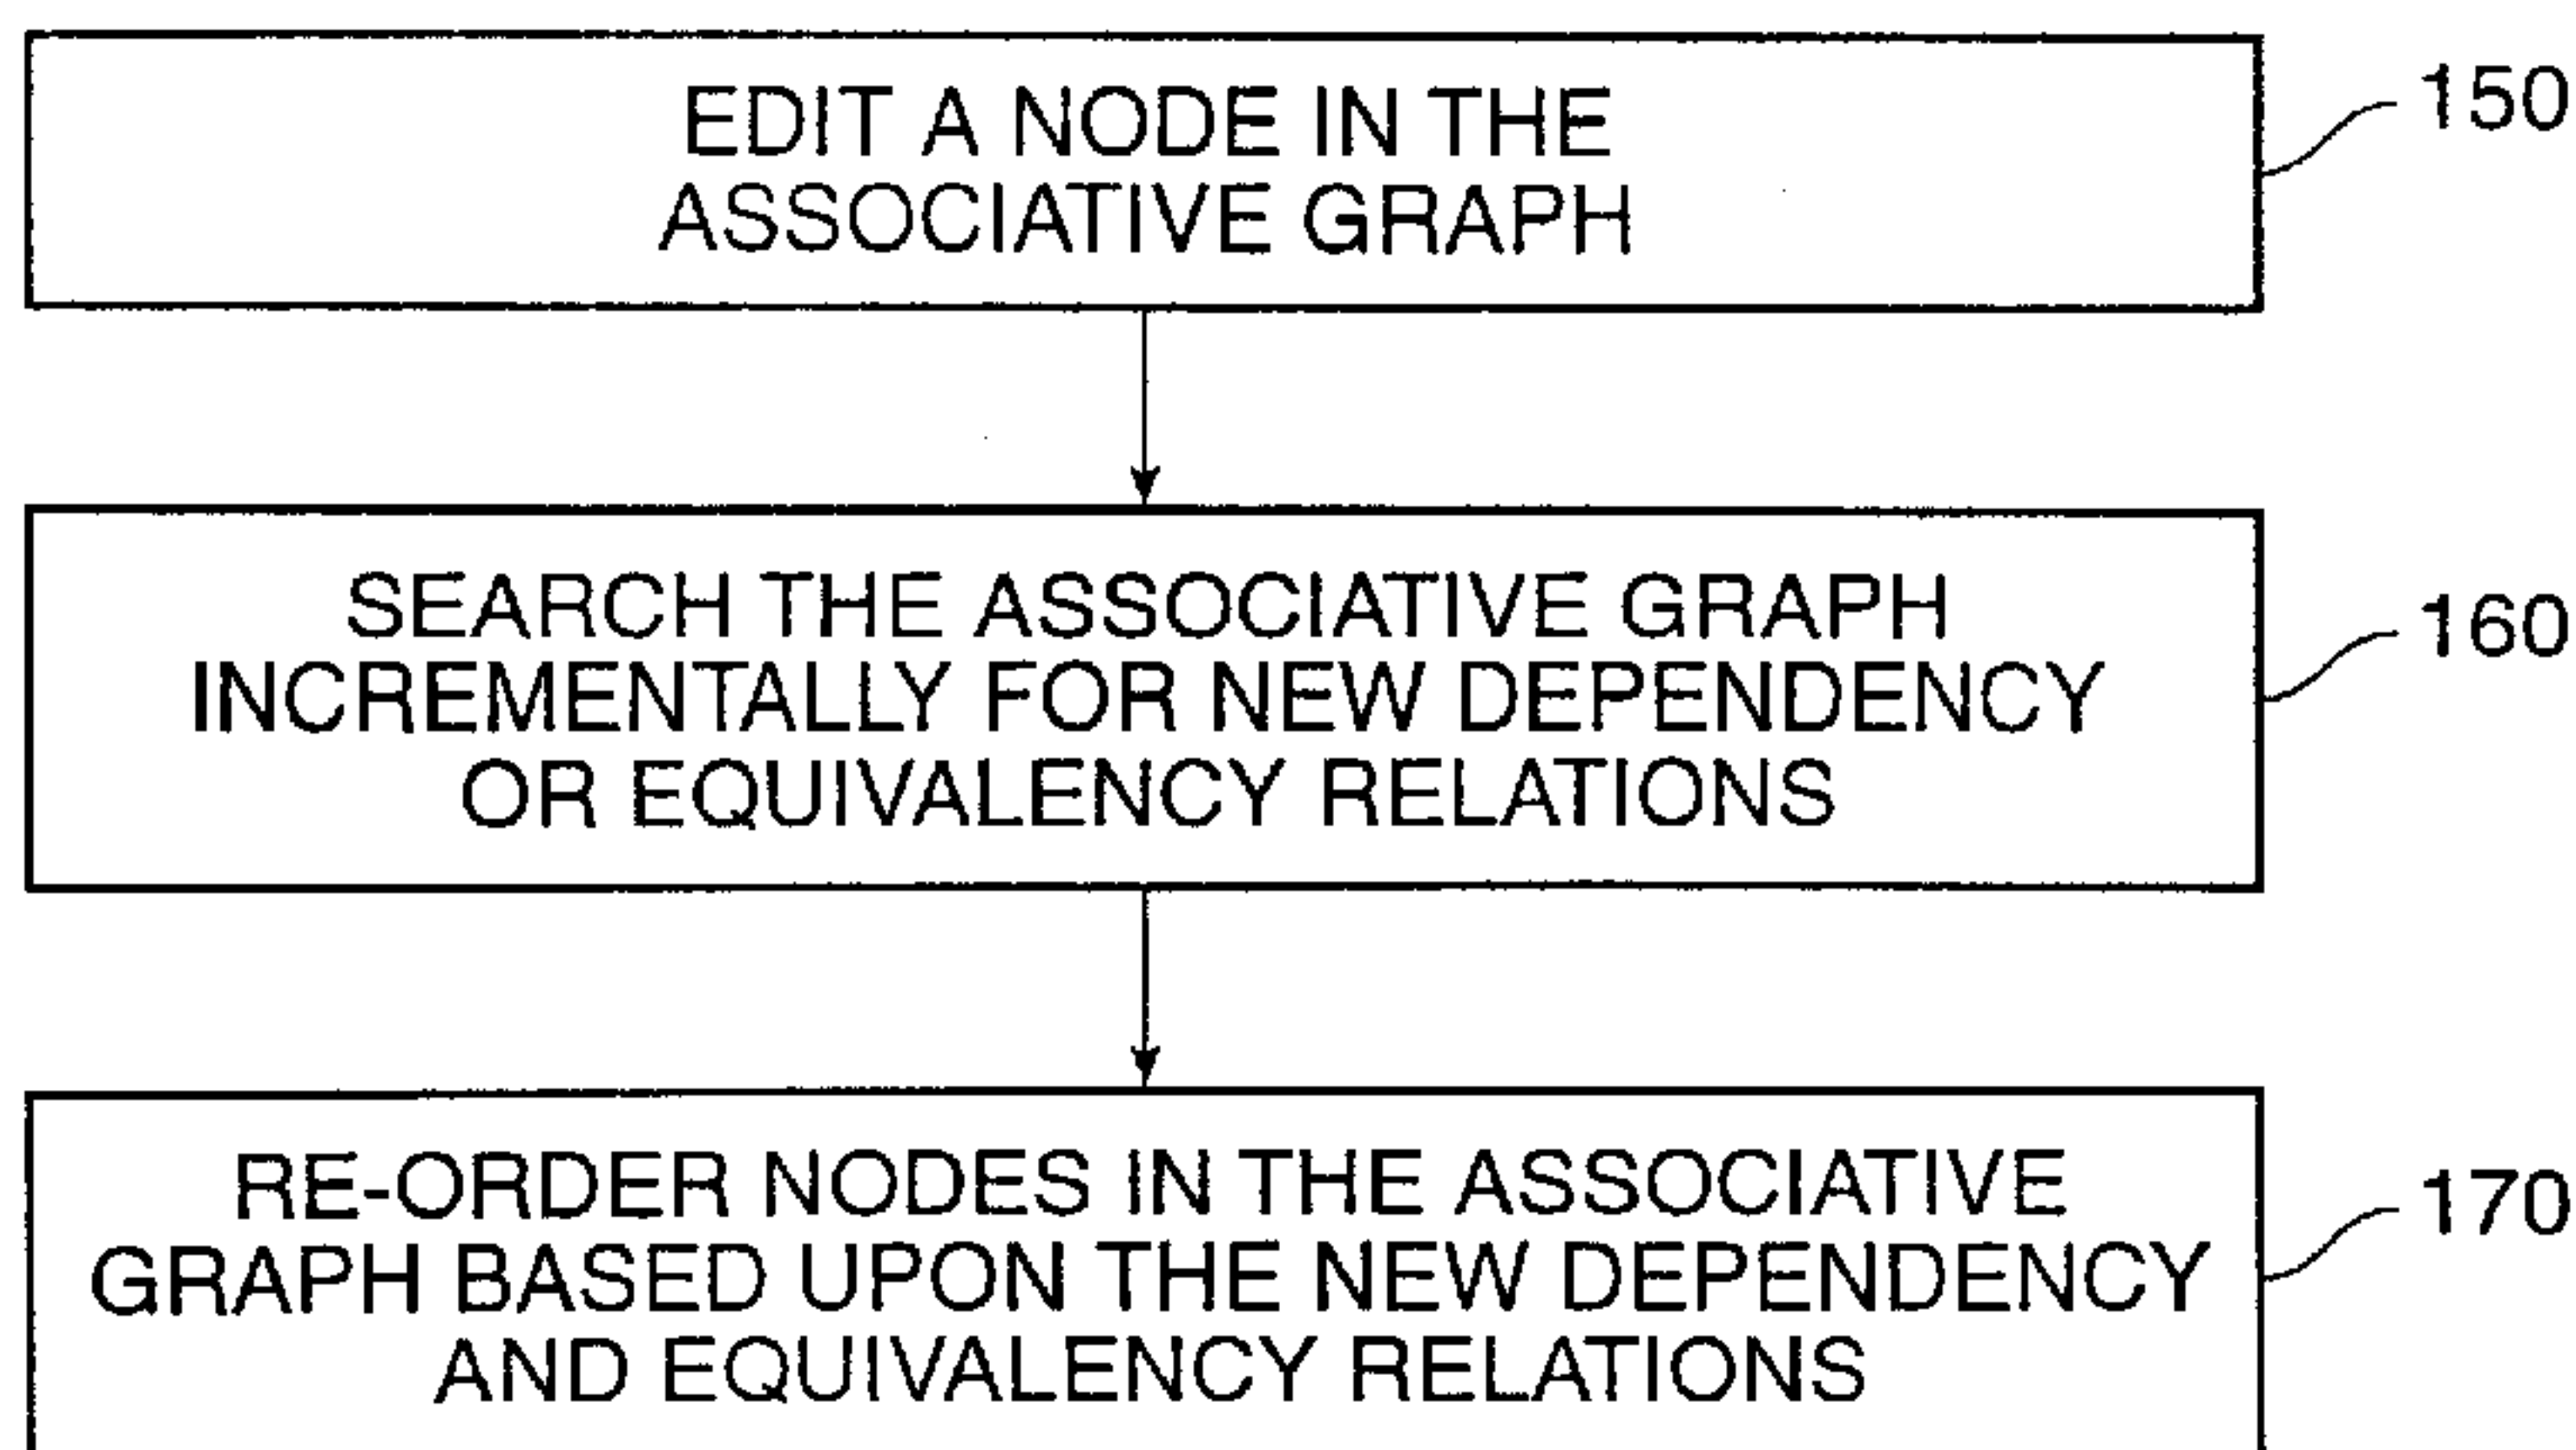 EDIT A NODE IN THE
ASSOCIATIVE GRAPH
150
SEARCH THE ASSOCIATIVE GRAPH
INCREMENTALLY FOR NEW DEPENDENCY
OR EQUIVALENCY RELATIONS
160
RE-ORDER NODES IN THE ASSOCIATIVE
GRAPH BASED UPON THE NEW DEPENDENCY
AND EQUIVALENCY RELATIONS
170